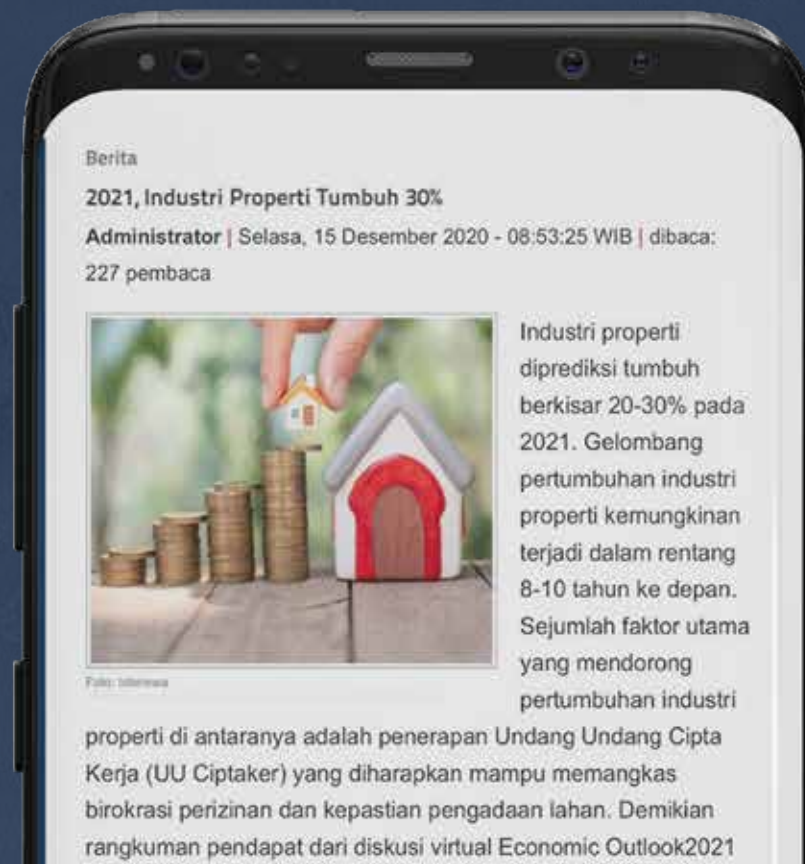 Berita
2021, Industri Properti Tumbuh 30%
Administrator | Selasa, 15 Desember 2020 - 08:53:25 WIB | dibaca:
227 pembaca
Industri properti
diprediksi tumbuh
berkisar 20-30% pada
2021. Gelombang
pertumbuhan industri
properti kemungkinan
terjadi dalam rentang
8-10 tahun ke depan.
Sejumlah faktor utama
yang mendorong
pertumbuhan industri
Foto:
properti di antaranya adalah penerapan Undang Undang Cipta
Kerja (UU Ciptaker) yang diharapkan mampu memangkas
birokrasi perizinan dan kepastian pengadaan lahan. Demikian
rangkuman pendapat dari diskusi virtual Economic Outlook2021